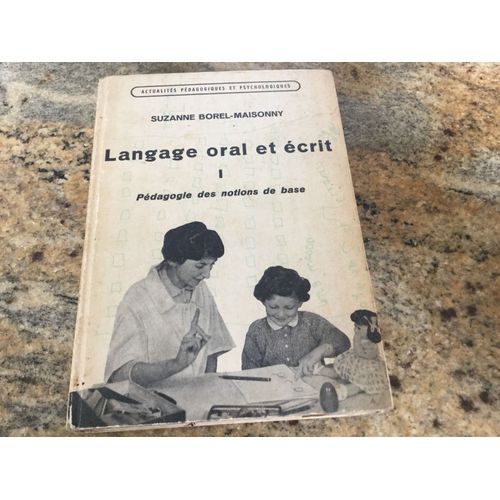 ACTUALITÉS PÉDAGOGIQUES ET PSYCHOLOGIQUES
SUZANNE BOREL-MAISONNY
Langage oral et écrit
I
Pédagogie des notions de base